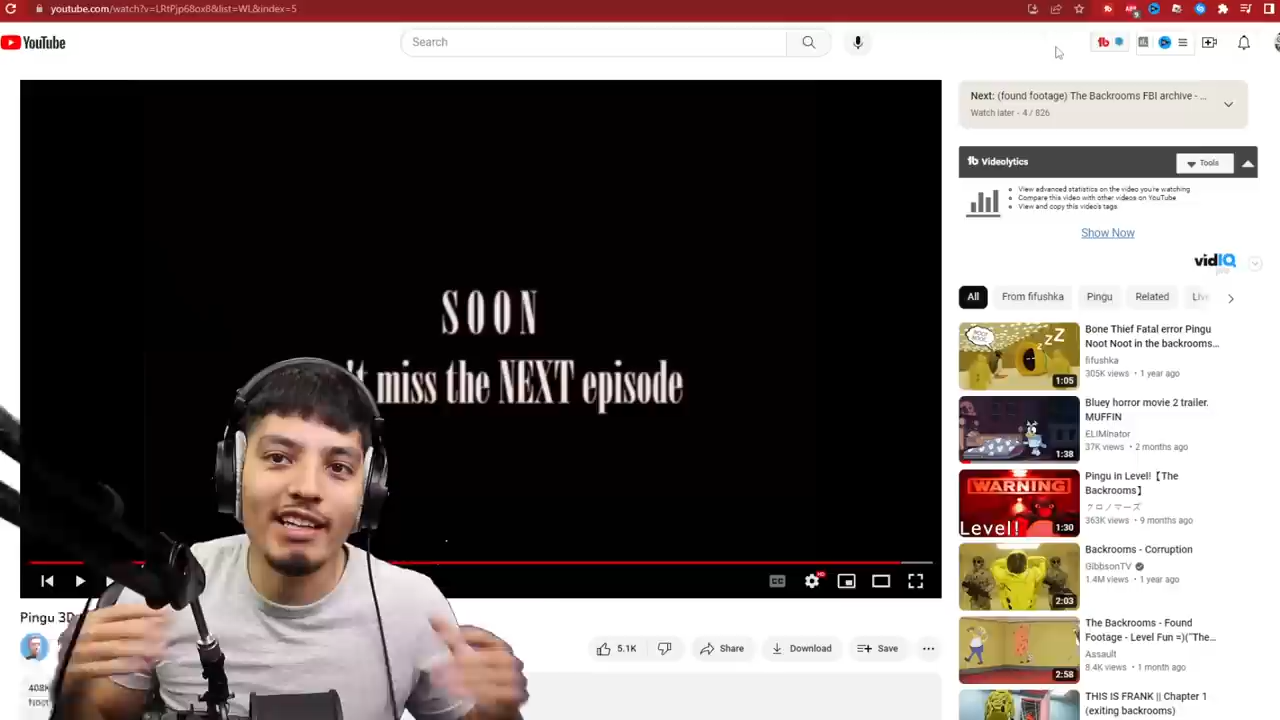 youtube.com/watch?v=LRtPjp68ox8&list=WL&index=5
YouTube
Search
SOON
miss the NEXT episode
Pingu 3D
5.1K
Share
Download
Save
408K
Next: (found footage) The Backrooms FBI archive - ...
Watch later - 4 / 826
Videolytics
Tools
View advanced statistics on the video you're watching
Compare this video with other videos on YouTube
View and copy this video's tags.
Show Now
vidIQ
All
From fifushka
Pingu
Related
Bone Thief Fatal error Pingu
Noot Noot in the backrooms...
fifushka
305K views • 1 year ago
1:05
Bluey horror movie 2 trailer.
MUFFIN
ELIMinator
37K views • 2 months ago
1:38
Pingu in Level!【The
Backrooms】
クロノマーズ
363K views • 9 months ago
WARNING
Level!
1:30
Backrooms - Corruption
GibbsonTV
1.4M views • 1 year ago
2:03
The Backrooms - Found
Footage - Level Fun =)("The...
Assault
8.4K views • 1 month ago
2:58
THIS IS FRANK || Chapter 1
(exiting backrooms)